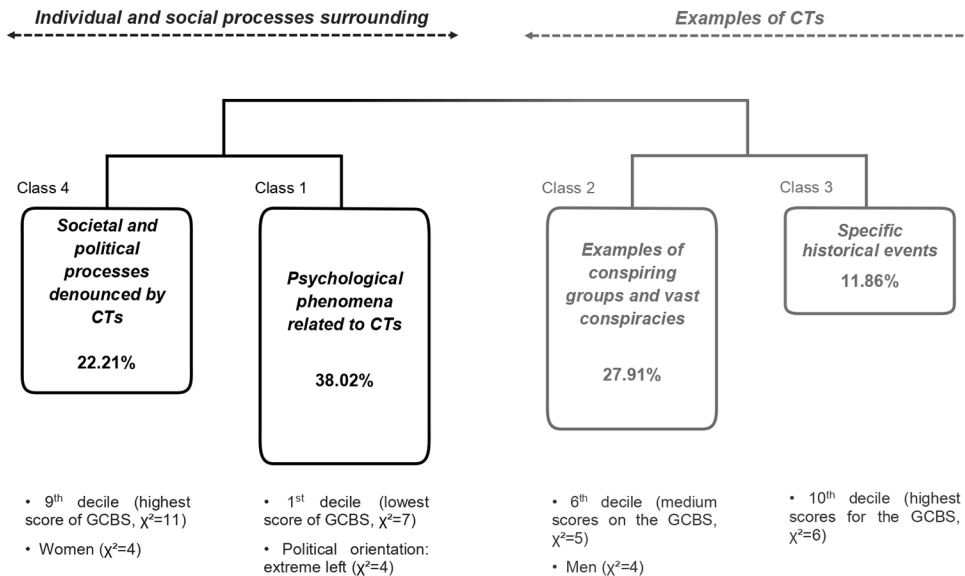 Individual and social processes surrounding
Examples of CTs
Class 4
Societal and
political
processes
denounced by
CTs
22.21%
Class 1
Psychological
phenomena
related to CTs
38.02%
Class 2
Examples of
conspiring
groups and vast
conspiracies
27.91%
Class 3
Specific
historical events
11.86%
• 9th decile (highest
score of GCBS, χ²=11)
• Women (χ²=4)
• 1st decile (lowest
score of GCBS, χ²=7)
• Political orientation:
extreme left (χ²=4)
• 6th decile (medium
scores on the GCBS,
χ²=5)
• Men (χ²=4)
• 10th decile (highest
scores for the GCBS,
χ²=6)